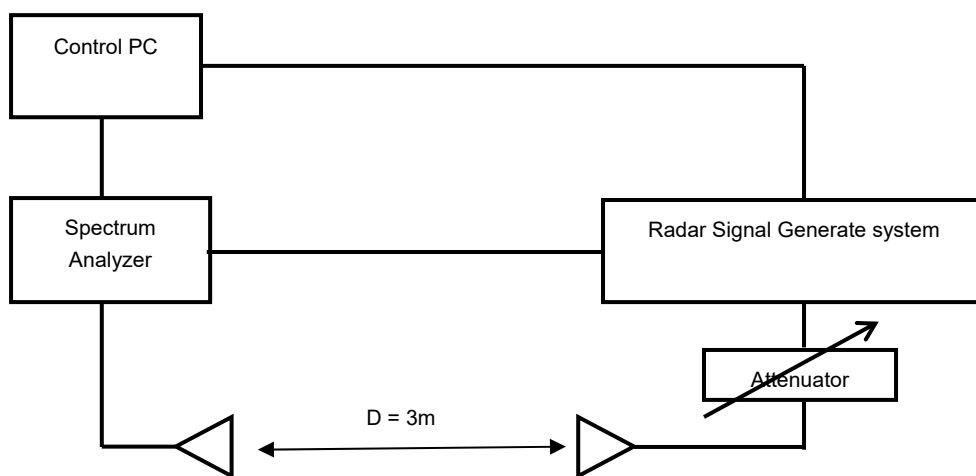 Control PC
Spectrum
Analyzer
Radar Signal Generate system
Attenuator
D = 3m